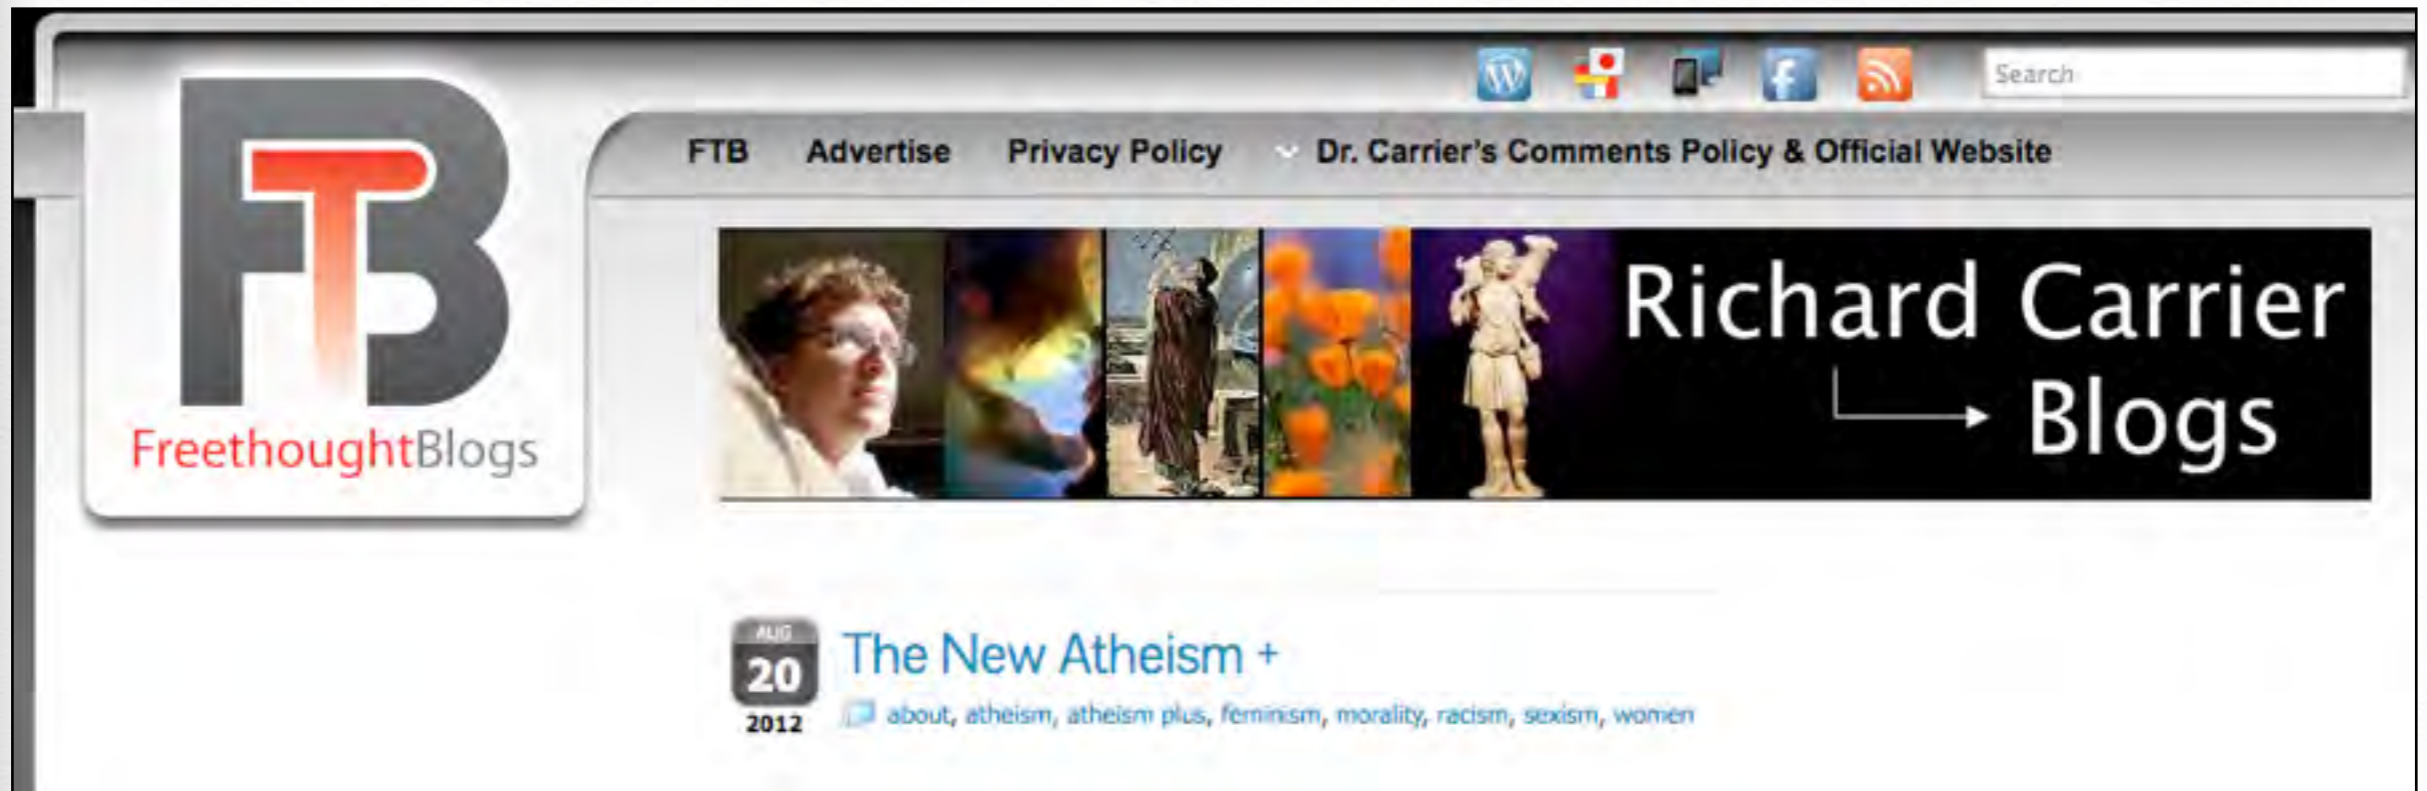 Search
FTB Advertise Privacy Policy Dr. Carrier's Comments Policy & Official Website
FTB
FreethoughtBlogs
Richard Carrier
Blogs
AUG
20
2012
The New Atheism +
about, atheism, atheism plus, feminism, morality, racism, sexism, women